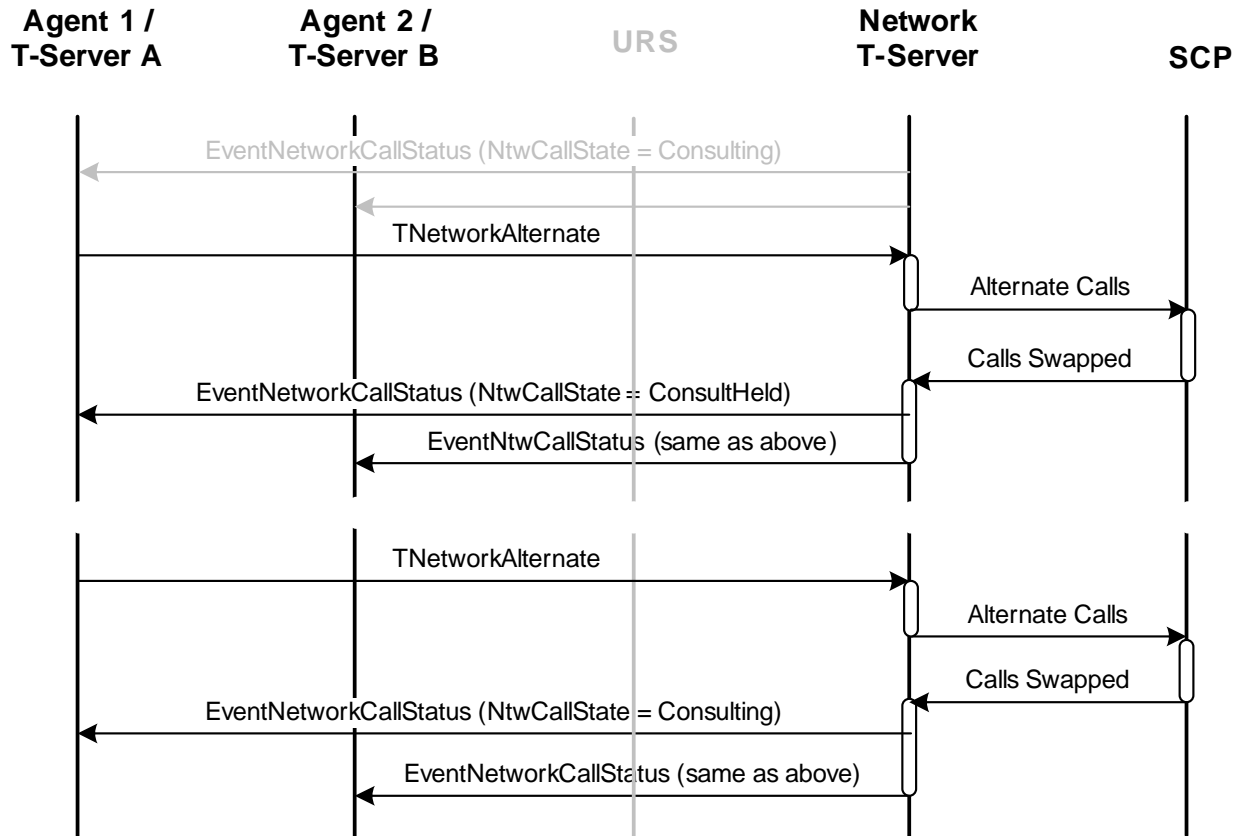 Agent 1 /
T-Server A
Agent 2 /
T-Server B
URS
Network
T-Server
SCP
EventNetworkCallStatus (NtwCallState = Consulting)
TNetworkAlternate
Alternate Calls
Calls Swapped
EventNetworkCallStatus (NtwCallState = ConsultHeld)
EventNtwCallStatus (same as above)
TNetworkAlternate
Alternate Calls
Calls Swapped
EventNetworkCallStatus (NtwCallState = Consulting)
EventNetworkCallStatus (same as above)